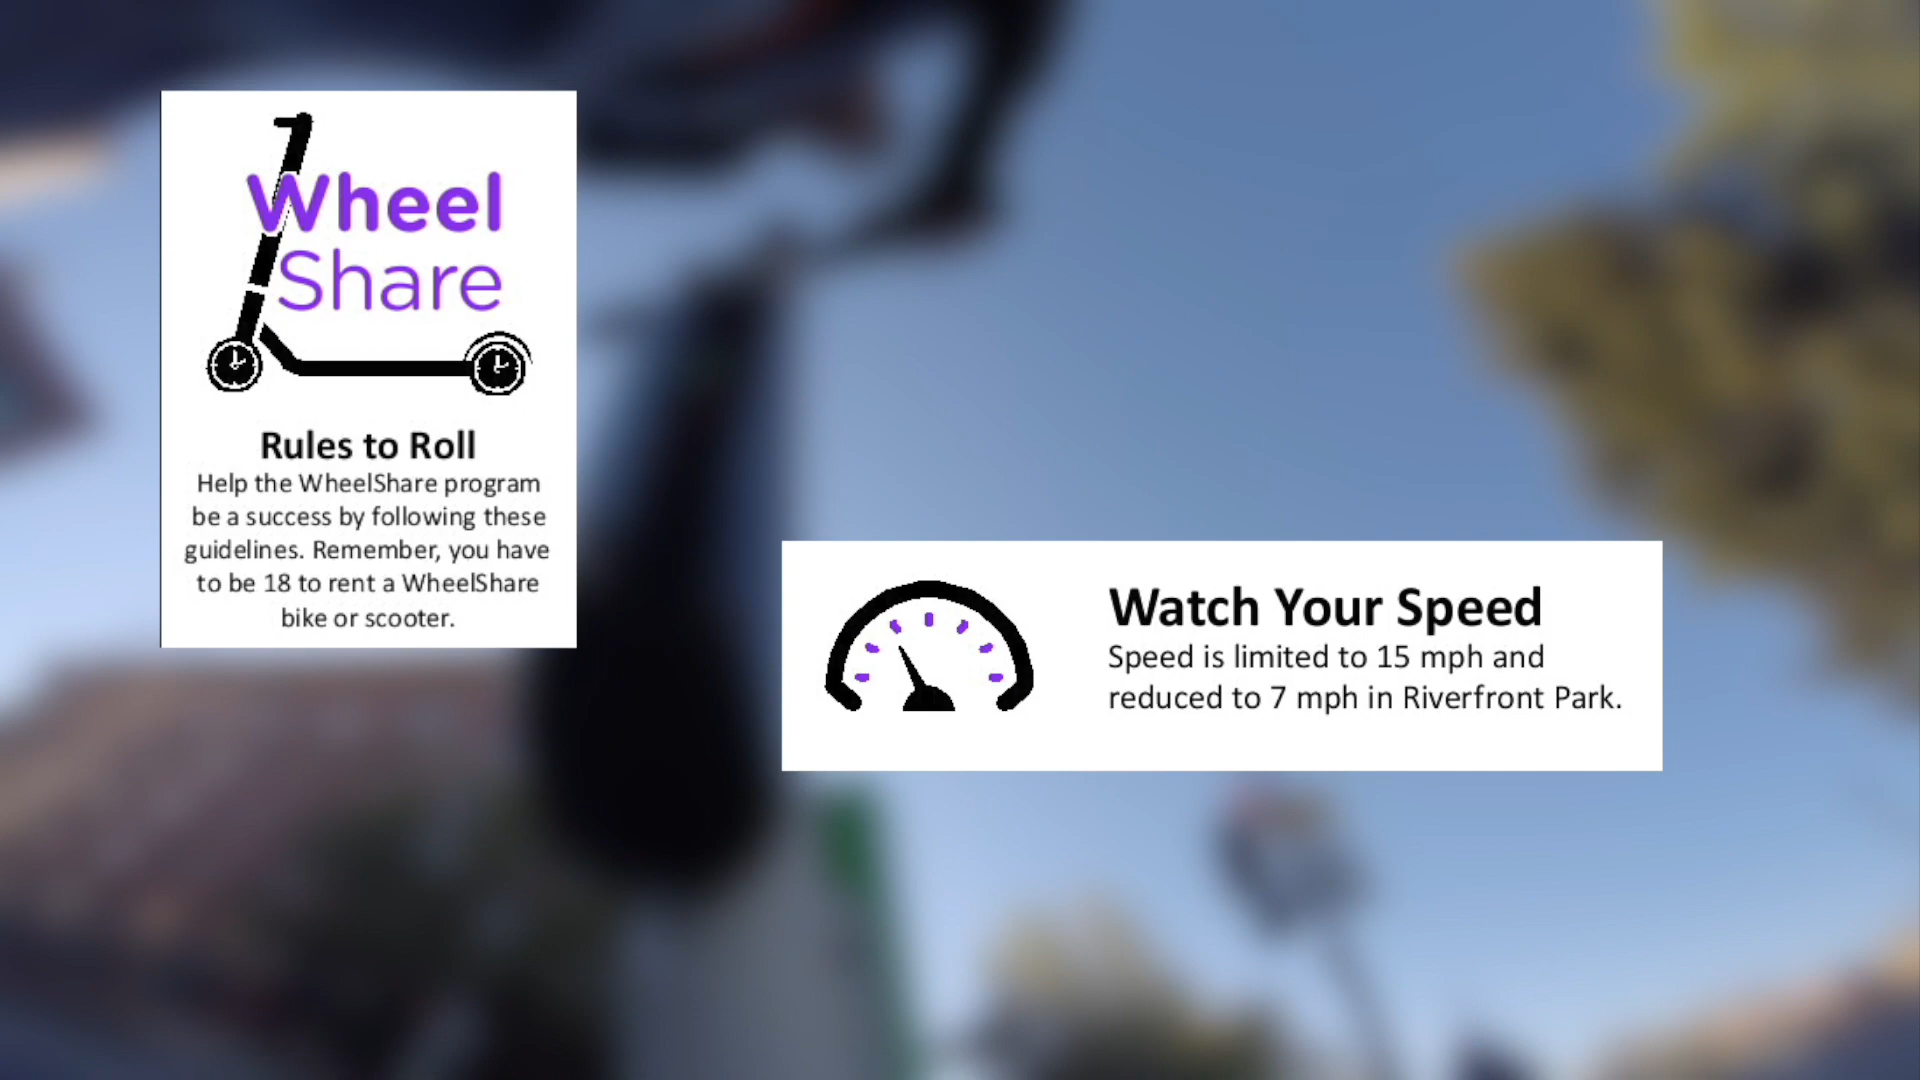 Wheel
Share
Rules to Roll
Help the WheelShare program
be a success by following these
guidelines. Remember, you have
to be 18 to rent a WheelShare
bike or scooter.
Watch Your Speed
Speed is limited to 15 mph and
reduced to 7 mph in Riverfront Park.